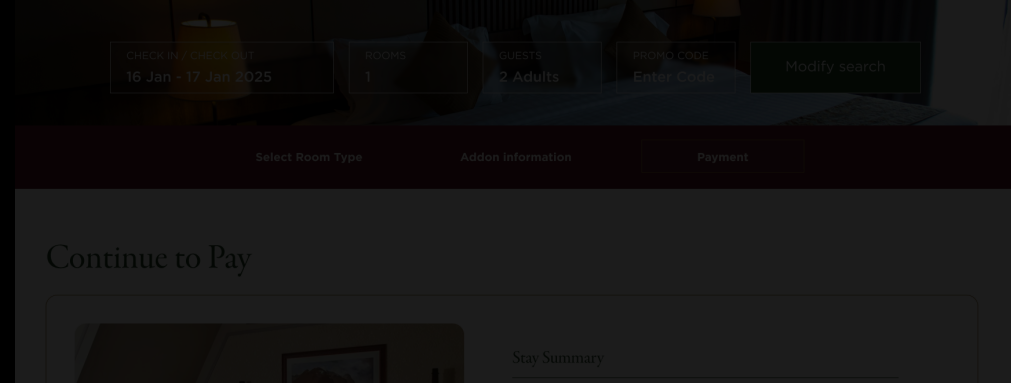 CHECK IN / CHECK OUT
16 Jan - 17 Jan 2025
ROOMS
1
GUESTS
2 Adults
PROMO CODE
Enter Code
Modify search
Select Room Type
Addon information
Payment
Continue to Pay
Stay Summary